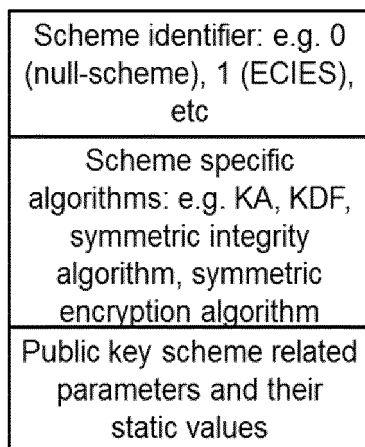 Scheme identifier: e.g. 0
(null-scheme), 1 (ECIES),
etc
Scheme specific
algorithms: e.g. KA, KDF,
symmetric integrity
algorithm, symmetric
encryption algorithm
Public key scheme related
parameters and their
static values